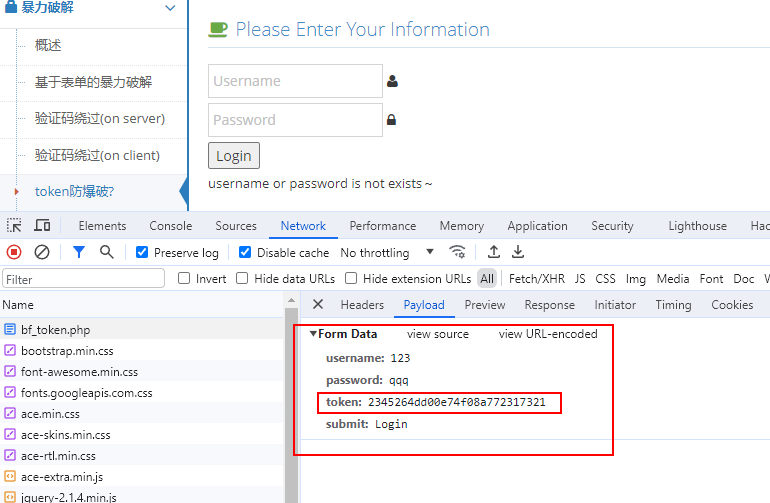 暴力破解
概述
基于表单的暴力破解
验证码绕过(on server)
验证码绕过(on client)
token防爆破?
Please Enter Your Information
Username
Password
Login
username or password is not exists～
Elements Console Sources Network Performance Memory Application Security Lighthouse Hac
Preserve log Disable cache No throttling
Filter Invert Hide data URLs Hide extension URLs All Fetch/XHR JS CSS Img Media Font Doc W
Name
bf_token.php
bootstrap.min.css
font-awesome.min.css
fonts.googleapis.com.css
ace.min.css
ace-skins.min.css
ace-rtl.min.css
ace-extra.min.js
jquery-2.1.4.min.js
Headers Payload Preview Response Initiator Timing Cookies
Form Data view source view URL-encoded
username: 123
password: qqq
token: 2345264dd00e74f08a772317321
submit: Login